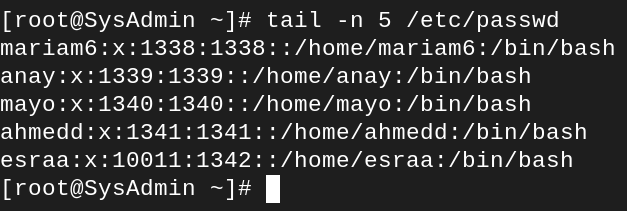 [root@SysAdmin ~]# tail -n 5 /etc/passwd
mariam6:x:1338:1338::/home/mariam6:/bin/bash
anay:x:1339:1339::/home/anay:/bin/bash
mayo:x:1340:1340::/home/mayo:/bin/bash
ahmedd:x:1341:1341::/home/ahmedd:/bin/bash
esraa:x:10011:1342::/home/esraa:/bin/bash
[root@SysAdmin ~]#